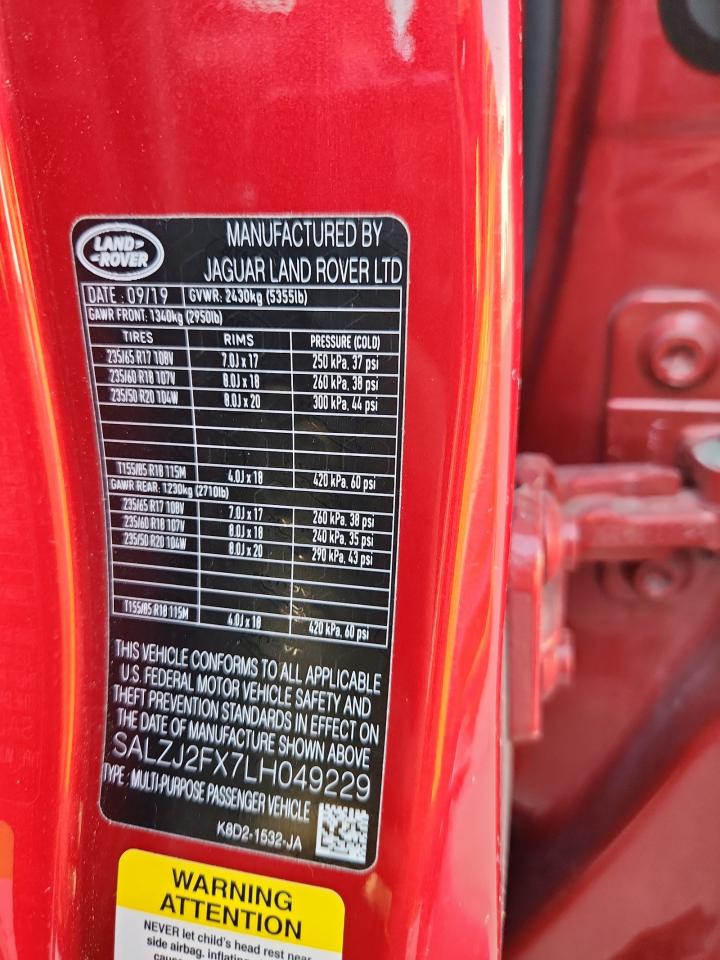 LAND-
-ROVER
MANUFACTURED BY
JAGUAR LAND ROVER LTD
DATE : 09/19 GVWR: 2430kg (5355lb)
GAWR FRONT: 1340kg (2950lb)
TIRES RIMS PRESSURE (COLD)
235/65 R17 108V 7.0J x 17 250 kPa, 37 psi
235/60 R18 107V 8.0J x 18 260 kPa, 38 psi
235/50 R20 104W 8.0J x 20 300 kPa, 44 psi
T155/85 R18 115M 4.0J x 18 420 kPa, 60 psi
GAWR REAR: 1230kg (2710lb)
235/65 R17 108V 7.0J x 17 260 kPa, 38 psi
235/60 R18 107V 8.0J x 18 240 kPa, 35 psi
235/50 R20 104W 8.0J x 20 290 kPa, 43 psi
T155/85 R18 115M 4.0J x 18 420 kPa, 60 psi
THIS VEHICLE CONFORMS TO ALL APPLICABLE
U.S. FEDERAL MOTOR VEHICLE SAFETY AND
THEFT PREVENTION STANDARDS IN EFFECT ON
THE DATE OF MANUFACTURE SHOWN ABOVE
SALZJ2FX7LH049229
TYPE : MULTI-PURPOSE PASSENGER VEHICLE
K8D2-1532-JA
WARNING
ATTENTION
NEVER let child's head rest near
side airbag, inflating